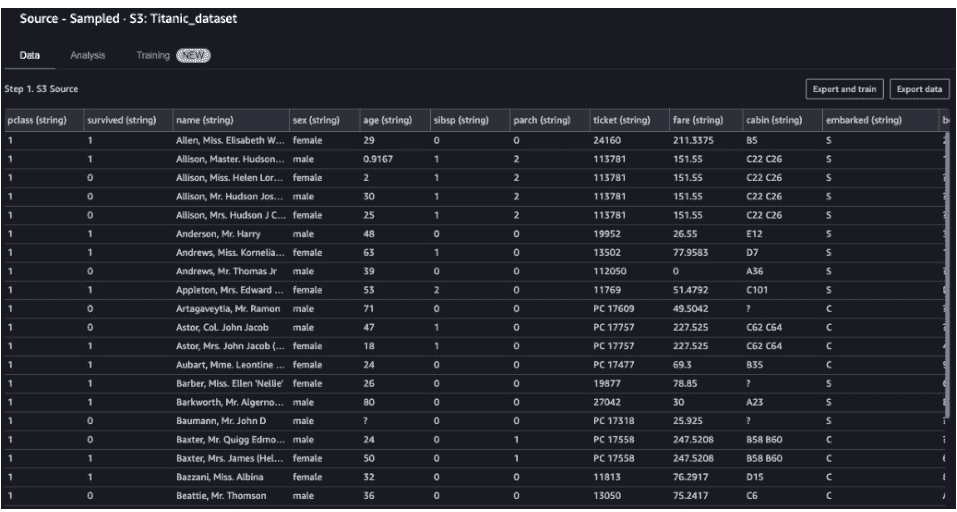 Source - Sampled · S3: Titanic_dataset
Data Analysis Training NEW
Step 1. S3 Source Export and train Export data
pclass (string) survived (string) name (string) sex (string) age (string) sibsp (string) parch (string) ticket (string) fare (string) cabin (string) embarked (string)
1 1 Allen, Miss. Elisabeth W... female 29 0 0 24160 211.3375 B5 S
1 1 Allison, Master. Hudson... male 0.9167 1 2 113781 151.55 C22 C26 S
1 0 Allison, Miss. Helen Lor... female 2 1 2 113781 151.55 C22 C26 S
1 0 Allison, Mr. Hudson Jos... male 30 1 2 113781 151.55 C22 C26 S
1 0 Allison, Mrs. Hudson J C... female 25 1 2 113781 151.55 C22 C26 S
1 1 Anderson, Mr. Harry male 48 0 0 19952 26.55 E12 S
1 1 Andrews, Miss. Kornelia... female 63 1 0 13502 77.9583 D7 S
1 0 Andrews, Mr. Thomas Jr male 39 0 0 112050 0 A36 S
1 1 Appleton, Mrs. Edward ... female 53 2 0 11769 51.4792 C101 S
1 0 Artagaveytia, Mr. Ramon male 71 0 0 PC 17609 49.5042 ? C
1 0 Astor, Col. John Jacob male 47 1 0 PC 17757 227.525 C62 C64 C
1 1 Astor, Mrs. John Jacob (... female 18 1 0 PC 17757 227.525 C62 C64 C
1 1 Aubart, Mme. Leontine ... female 24 0 0 PC 17477 69.3 B35 C
1 1 Barber, Miss. Ellen 'Nellie' female 26 0 0 19877 78.85 ? S
1 1 Barkworth, Mr. Algerno... male 80 0 0 27042 30 A23 S
1 0 Baumann, Mr. John D male ? 0 0 PC 17318 25.925 ? S
1 0 Baxter, Mr. Quigg Edmo... male 24 0 1 PC 17558 247.5208 B58 B60 C
1 1 Baxter, Mrs. James (Hel... female 50 0 1 PC 17558 247.5208 B58 B60 C
1 1 Bazzani, Miss. Albina female 32 0 0 11813 76.2917 D15 C
1 0 Beattie, Mr. Thomson male 36 0 0 13050 75.2417 C6 C